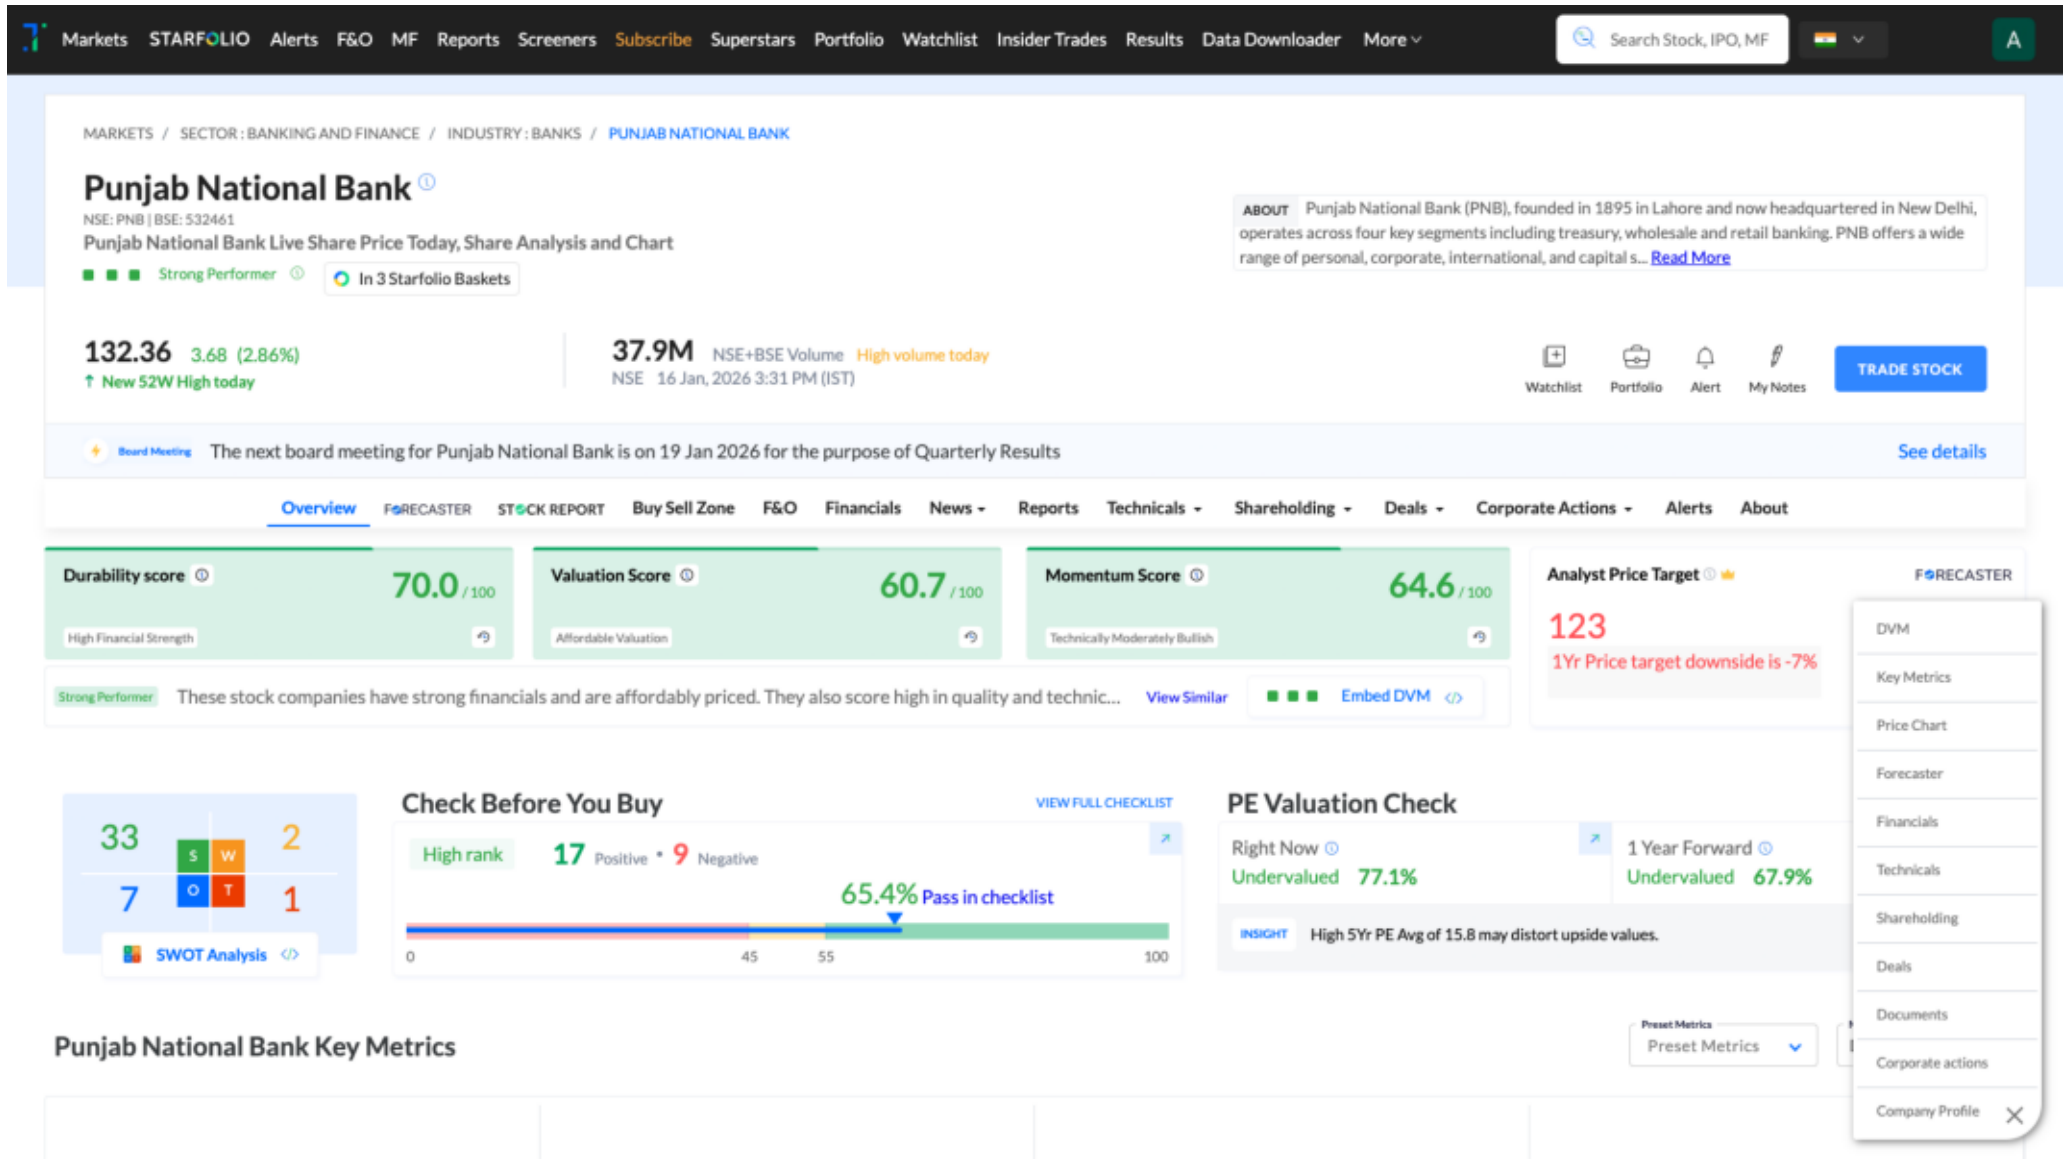 Markets STARFOLIO Alerts F&O MF Reports Screeners Subscribe Superstars Portfolio Watchlist Insider Trades Results Data Downloader More Search Stock, IPO, MF A
MARKETS / SECTOR : BANKING AND FINANCE / INDUSTRY : BANKS / PUNJAB NATIONAL BANK
Punjab National Bank
NSE: PNB | BSE: 532461
Punjab National Bank Live Share Price Today, Share Analysis and Chart
Strong Performer In 3 Starfolio Baskets
ABOUT Punjab National Bank (PNB), founded in 1895 in Lahore and now headquartered in New Delhi,
operates across four key segments including treasury, wholesale and retail banking. PNB offers a wide
range of personal, corporate, international, and capital s... Read More
132.36 3.68 (2.86%)
New 52W High today
37.9M NSE+BSE Volume High volume today
NSE 16 Jan, 2026 3:31 PM (IST)
Watchlist Portfolio Alert My Notes TRADE STOCK
Board Meeting The next board meeting for Punjab National Bank is on 19 Jan 2026 for the purpose of Quarterly Results See details
Overview FORECASTER STOCK REPORT Buy Sell Zone F&O Financials News Reports Technicals Shareholding Deals Corporate Actions Alerts About
Durability score 70.0 / 100
High Financial Strength
Valuation Score 60.7 / 100
Affordable Valuation
Momentum Score 64.6 / 100
Technically Moderately Bullish
Analyst Price Target FORECASTER
123
1Yr Price target downside is -7%
Strong Performer These stock companies have strong financials and are affordably priced. They also score high in quality and technic... View Similar Embed DVM </>
33 2
S W
O T
7 1
SWOT Analysis </>
Check Before You Buy VIEW FULL CHECKLIST
High rank 17 Positive • 9 Negative
65.4% Pass in checklist
0 45 55 100
PE Valuation Check
Right Now
Undervalued 77.1%
1 Year Forward
Undervalued 67.9%
INSIGHT High 5Yr PE Avg of 15.8 may distort upside values.
Punjab National Bank Key Metrics
Preset Metrics
Preset Metrics
DVM
Key Metrics
Price Chart
Forecaster
Financials
Technicals
Shareholding
Deals
Documents
Corporate actions
Company Profile